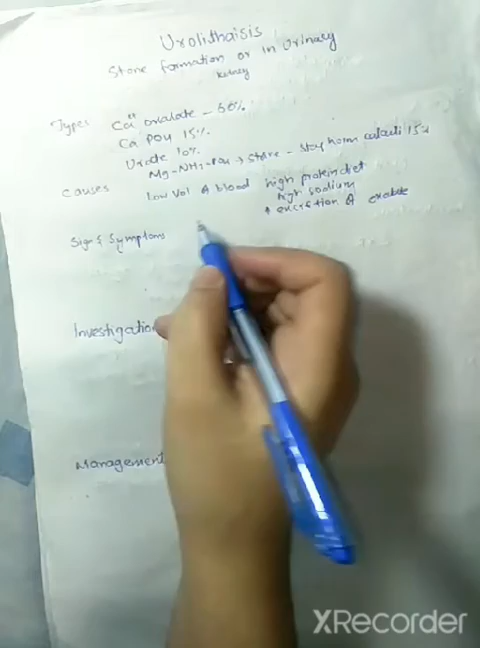 Urolithaisis
Stone formation or in Urinary
kidney
Types Ca++ oxalate - 60%
Ca PO4 15%
Urate 10%
Mg-NH3-PO4 → Stone - Stag horn calculi 15%
Causes Low Vol of blood high protein diet
high sodium
↑ excretion of oxalate
Sign & Symptoms
Investigation
Management
XRecorder